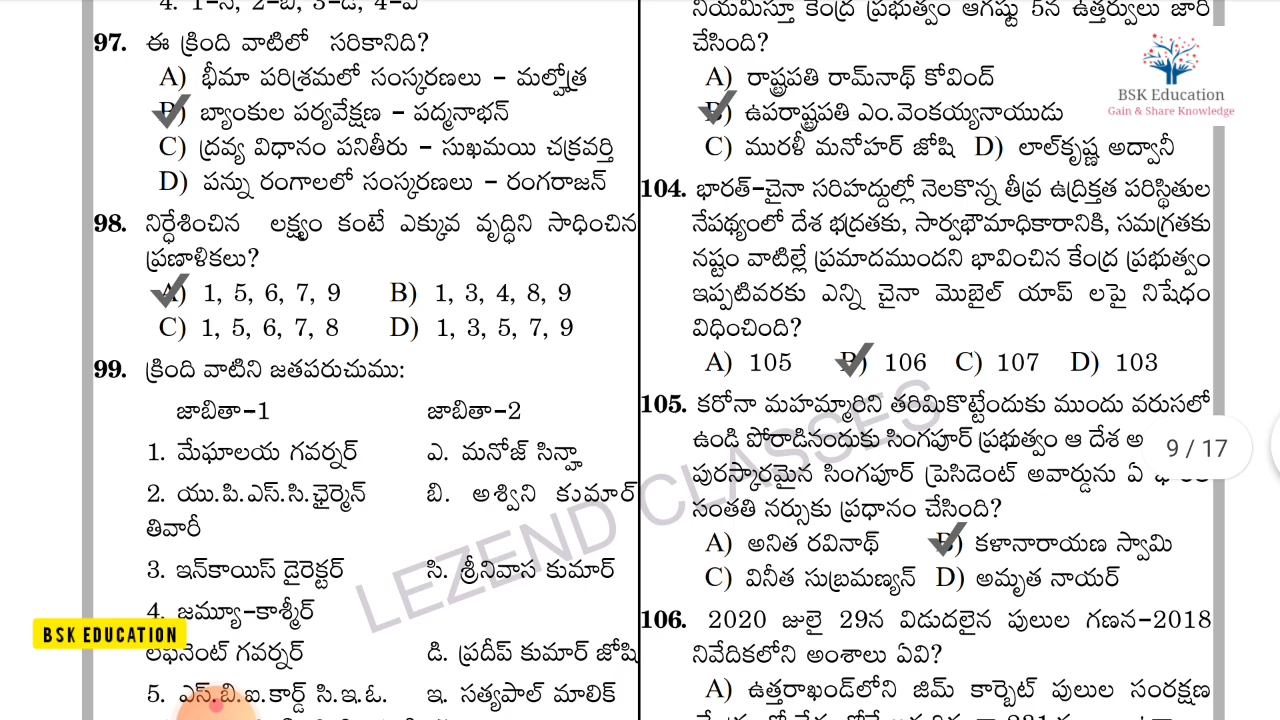 4. 1-సి, 2-బి, 3-డి, 4-ఎ
97. ఈ క్రింది వాటిలో సరికానిది?
A) భీమా పరిశ్రమలో సంస్కరణలు - మల్హోత్ర
B) బ్యాంకుల పర్యవేక్షణ - పద్మనాభన్
C) ద్రవ్య విధానం పనితీరు - సుఖమయి చక్రవర్తి
D) పన్ను రంగాలలో సంస్కరణలు - రంగరాజన్
98. నిర్ధేశించిన లక్ష్యం కంటే ఎక్కువ వృద్ధిని సాధించిన
ప్రణాళికలు?
A) 1, 5, 6, 7, 9 B) 1, 3, 4, 8, 9
C) 1, 5, 6, 7, 8 D) 1, 3, 5, 7, 9
99. క్రింది వాటిని జతపరుచుము:
జాబితా-1 జాబితా-2
1. మేఘాలయ గవర్నర్ ఎ. మనోజ్ సిన్హా
2. యు.పి.ఎస్.సి.ఛైర్మెన్ బి. అశ్విని కుమార్
తివారీ
3. ఇన్‌కాయిస్ డైరెక్టర్ సి. శ్రీనివాస కుమార్
4. జమ్యూ-కాశ్మీర్
లెఫ్‌నెంట్ గవర్నర్ డి. ప్రదీప్ కుమార్ జోషి
5. ఎస్.బి.ఐ.కార్డ్ సి.ఇ.ఓ. ఇ. సత్యపాల్ మాలిక్
నియమిస్తూ కేంద్ర ప్రభుత్వం ఆగష్టు 5న ఉత్తర్వులు జారీ
చేసింది?
A) రాష్ట్రపతి రామ్‌నాథ్ కోవింద్
B) ఉపరాష్ట్రపతి ఎం.వెంకయ్యనాయుడు
C) మురళీ మనోహర్ జోషి D) లాల్‌కృష్ణ అద్వానీ
104. భారత్-చైనా సరిహద్దుల్లో నెలకొన్న తీవ్ర ఉద్రికత పరిస్థితుల
నేపథ్యంలో దేశ భద్రతకు, సార్వభౌమాధికారానికి, సమగ్రతకు
నష్టం వాటిల్లే ప్రమాదముందని భావించిన కేంద్ర ప్రభుత్వం
ఇప్పటివరకు ఎన్ని చైనా మొబైల్ యాప్ లపై నిషేధం
విధించింది?
A) 105 B) 106 C) 107 D) 103
105. కరోనా మహమ్మారిని తరిమికొట్టేందుకు ముందు వరుసలో
ఉండి పోరాడినందుకు సింగపూర్ ప్రభుత్వం ఆ దేశ
పురస్కారమైన సింగపూర్ ప్రెసిడెంట్ అవార్డును ఏ
సంతతి నర్సుకు ప్రధానం చేసింది?
A) అనిత రవినాథ్ B) కళానారాయణ స్వామి
C) వినీత సుబ్రమణ్యన్ D) అమృత నాయర్
106. 2020 జులై 29న విడుదలైన పులుల గణన-2018
నివేదికలోని అంశాలు ఏవి?
A) ఉత్తరాఖండ్‌లోని జిమ్ కార్బెట్ పులుల సంరక్షణ
BSK Education
Gain & Share Knowledge
9 / 17
LEZEND CLASSES
BSK EDUCATION